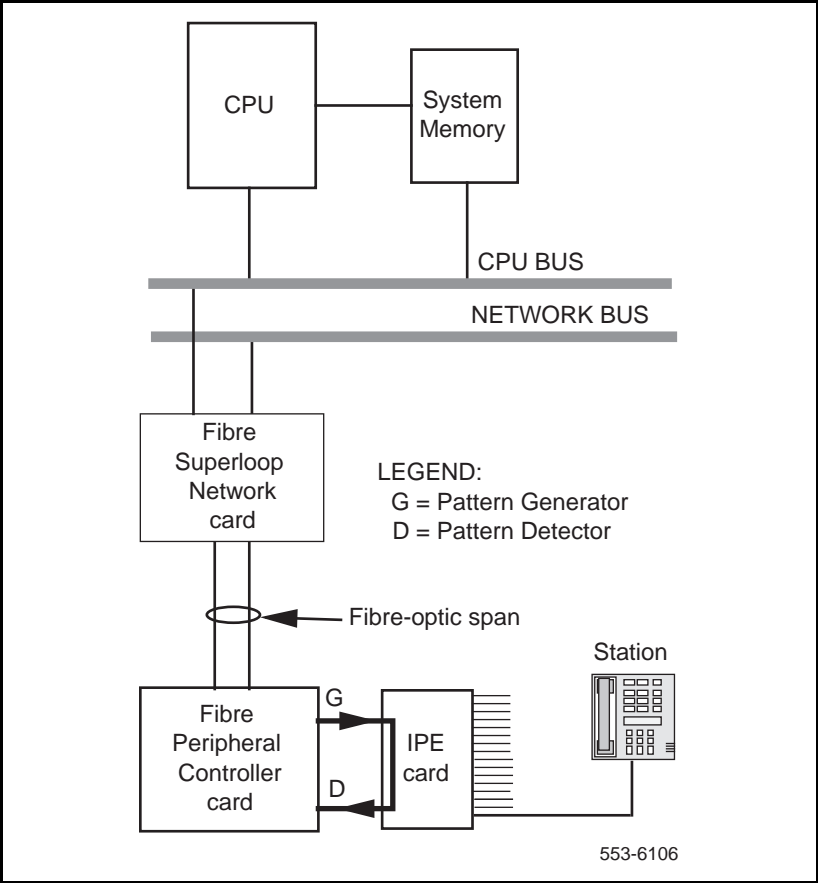 CPU
System
Memory
CPU BUS
NETWORK BUS
Fibre
Superloop
Network
card
LEGEND:
G = Pattern Generator
D = Pattern Detector
Fibre-optic span
Station
Fibre
Peripheral
Controller
card
G
D
IPE
card
553-6106